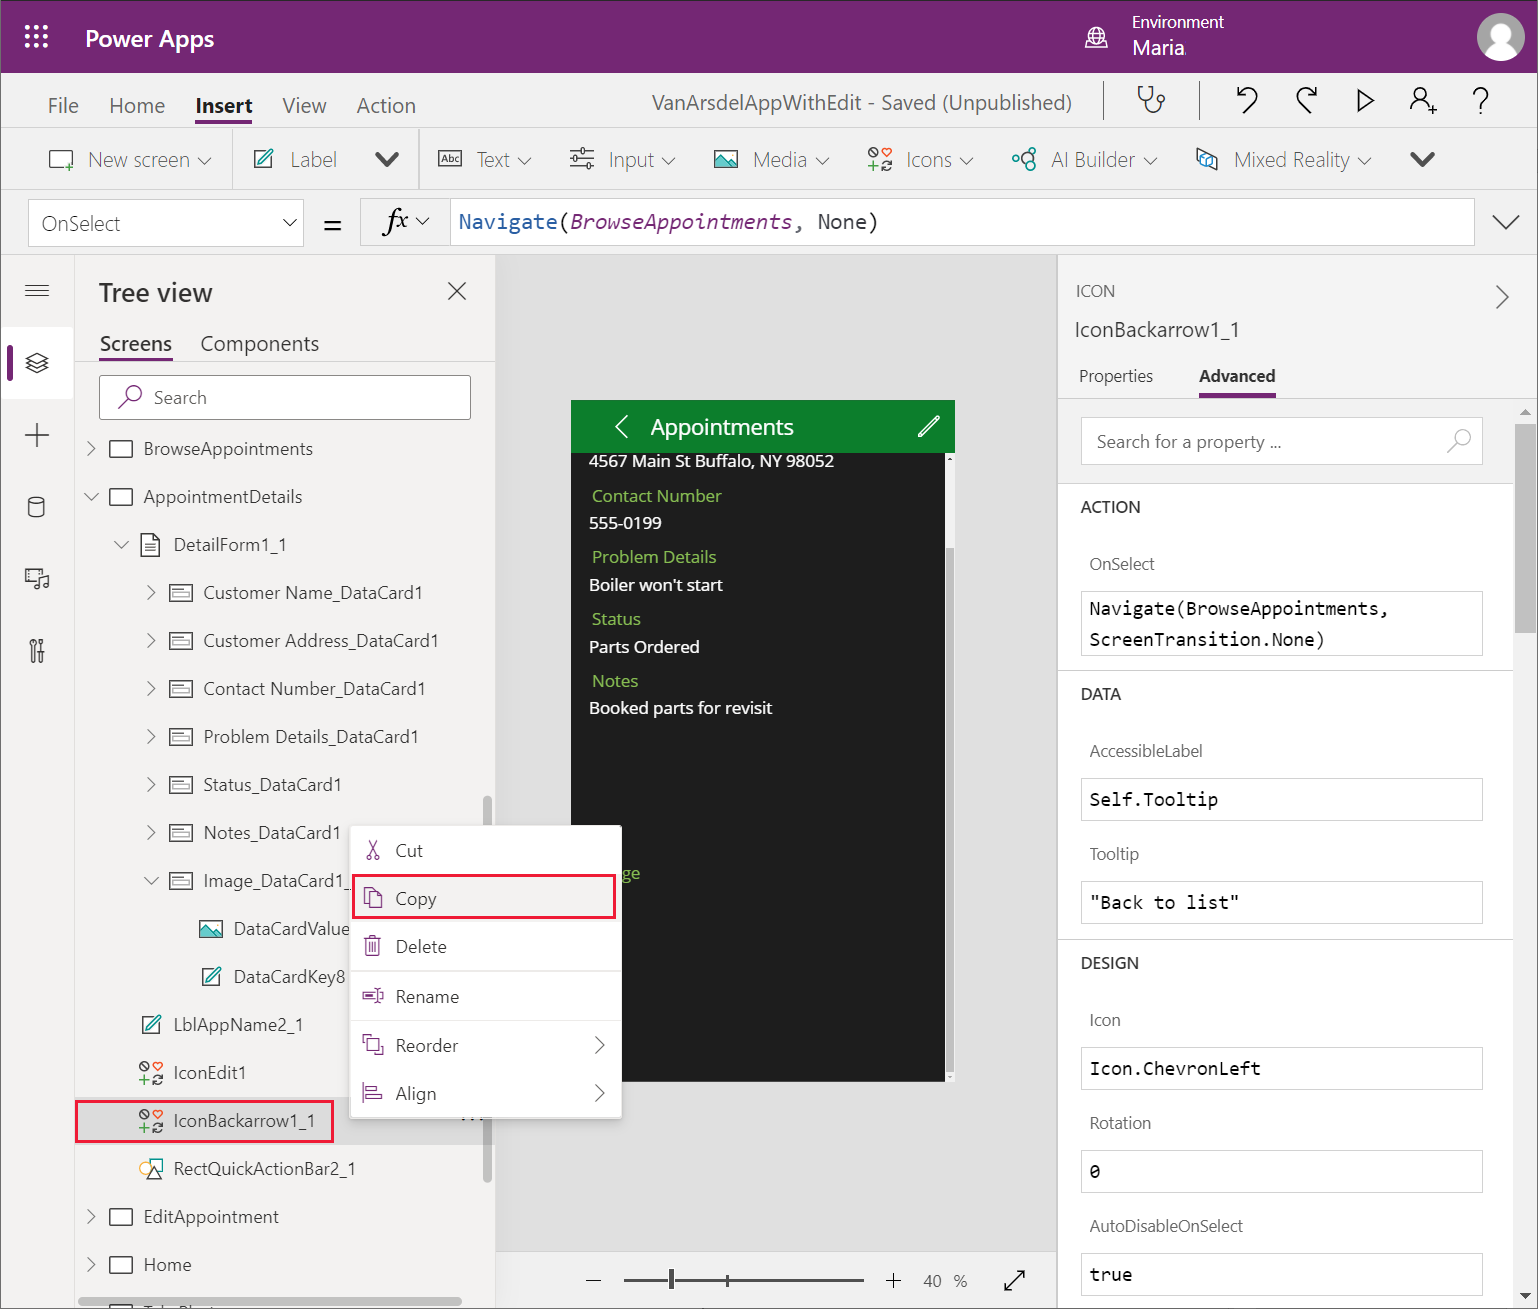 Power Apps
Environment
Maria
File
Home
Insert
View
Action
VanArsdelAppWithEdit - Saved (Unpublished)
New screen
Label
Abc
Text
Input
Media
Icons
AI Builder
Mixed Reality
OnSelect
=
fx
Navigate(BrowseAppointments, None)
Tree view
Screens
Components
Search
BrowseAppointments
AppointmentDetails
DetailForm1_1
Customer Name_DataCard1
Customer Address_DataCard1
Contact Number_DataCard1
Problem Details_DataCard1
Status_DataCard1
Notes_DataCard1
Image_DataCard1_
DataCardValue
DataCardKey8
LblAppName2_1
IconEdit1
IconBackarrow1_1
RectQuickActionBar2_1
EditAppointment
Home
Cut
Copy
Delete
Rename
Reorder
Align
Appointments
4567 Main St Buffalo, NY 98052
Contact Number
555-0199
Problem Details
Boiler won't start
Status
Parts Ordered
Notes
Booked parts for revisit
ge
40 %
ICON
IconBackarrow1_1
Properties
Advanced
Search for a property ...
ACTION
OnSelect
Navigate(BrowseAppointments,
ScreenTransition.None)
DATA
AccessibleLabel
Self.Tooltip
Tooltip
"Back to list"
DESIGN
Icon
Icon.ChevronLeft
Rotation
0
AutoDisableOnSelect
true